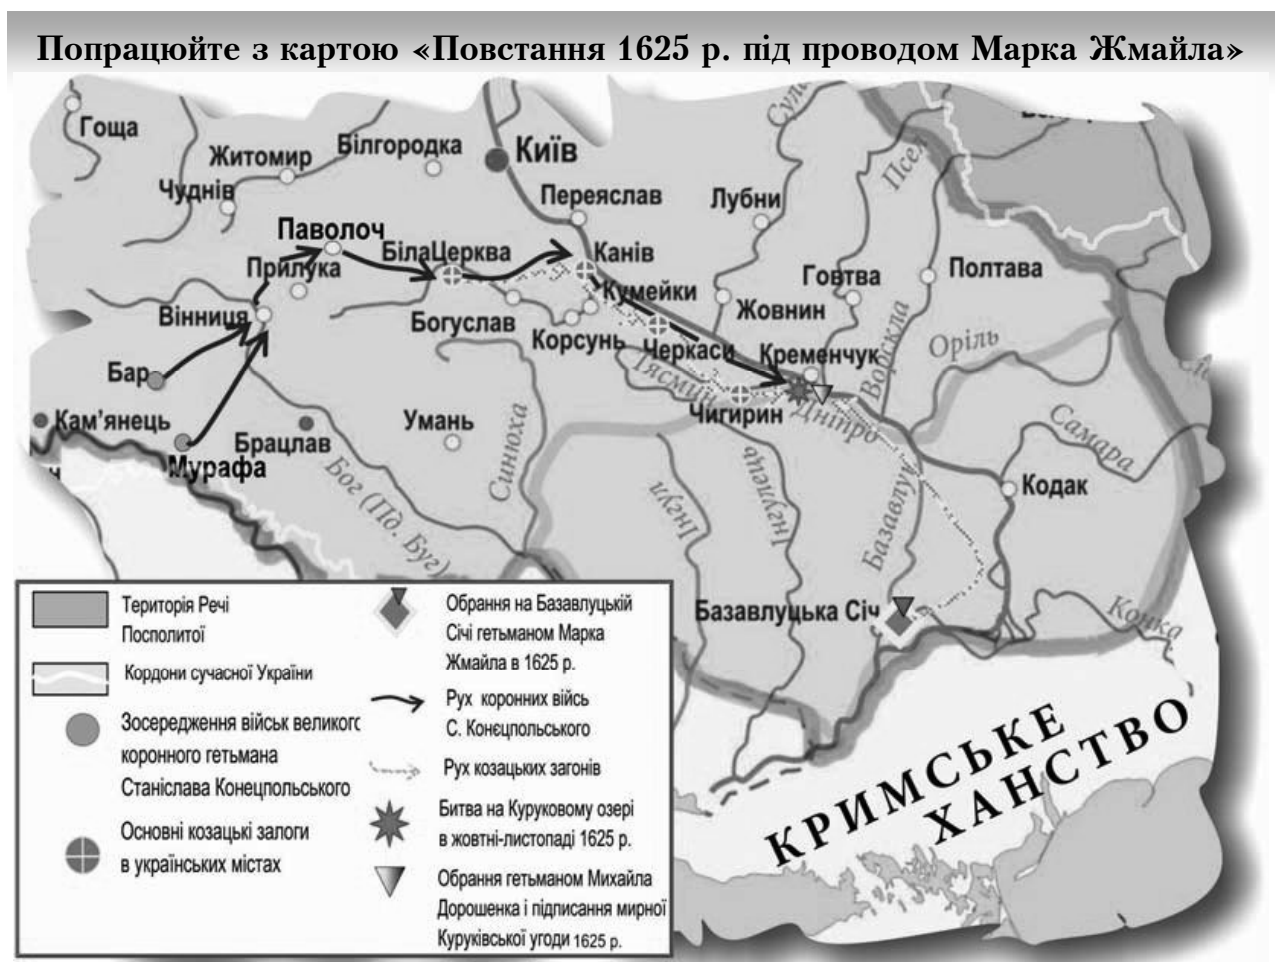 Попрацюйте з картою «Повстання 1625 р. під проводом Марка Жмайла»
Гоща
Житомир
Білгородка
Київ
Сула
Псел
Чуднів
Переяслав
Лубни
Паволоч
БілаЦерква
Канів
Прилука
Кумейки
Говтва
Полтава
Вінниця
Богуслав
Корсунь
Жовнин
Черкаси
Кременчук
Ворскла
Оріль
Бар
Тясмин
Чигирин
Дніпро
Кам'янець
Брацлав
Умань
Мурафа
Синюха
Самара
Бог (Пд. Буг)
Інгул
Інгулець
Базавлук
Кодак
Базавлуцька Січ
Конка
КРИМСЬКЕ
ХАНСТВО
Територія Речі
Посполитої
Кордони сучасної України
Зосередження військ великого
коронного гетьмана
Станіслава Конецпольського
Основні козацькі залоги
в українських містах
Обрання на Базавлуцькій
Січі гетьманом Марка
Жмайла в 1625 р.
Рух коронних військ
С. Конєцпольського
Рух козацьких загонів
Битва на Куруковому озері
в жовтні-листопаді 1625 р.
Обрання гетьманом Михайла
Дорошенка і підписання мирної
Куруківської угоди 1625 р.